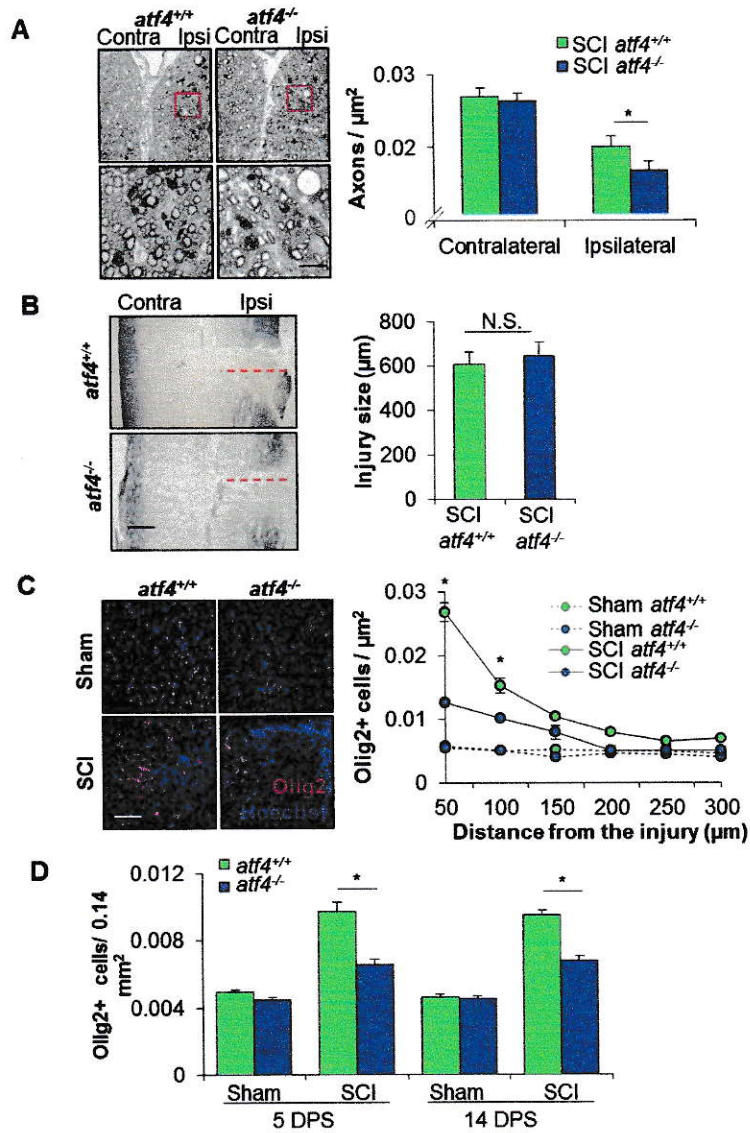 A
atf4+/+ atf4-/-
Contra Ipsi Contra Ipsi
SCI atf4+/+
SCI atf4-/-
Axons / µm²
0.03
0.02
0
*
Contralateral Ipsilateral
B
Contra Ipsi
atf4+/+
atf4-/-
Injury size (µm)
800
600
400
200
0
N.S.
SCI atf4+/+
SCI atf4-/-
C
atf4+/+ atf4-/-
Sham
SCI
Olig2
Hoechst
Olig2+ cells / µm²
0.03
0.02
0.01
0
*
*
Sham atf4+/+
Sham atf4-/-
SCI atf4+/+
SCI atf4-/-
50 100 150 200 250 300
Distance from the injury (µm)
D
atf4+/+
atf4-/-
Olig2+ cells/ 0.14
mm²
0.012
0.008
0.004
0
*
*
Sham SCI Sham SCI
5 DPS 14 DPS